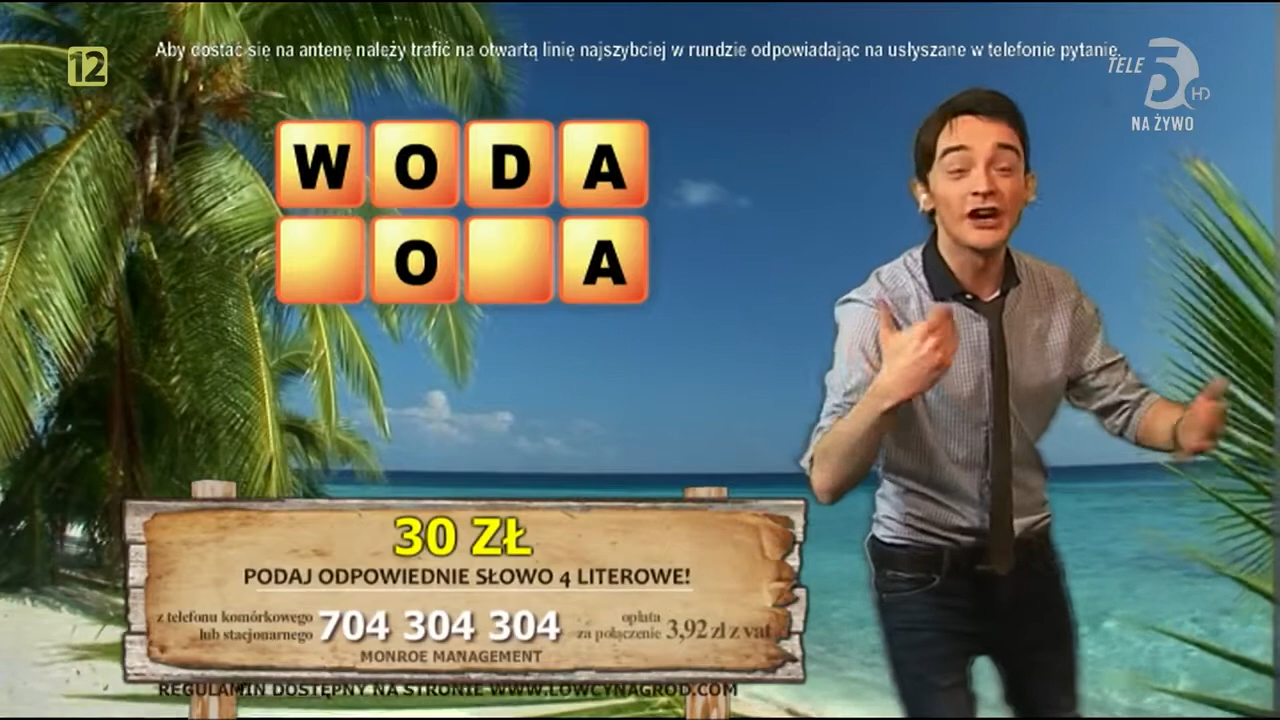 Aby dostać się na antenę należy trafić na otwartą linię najszybciej w rundzie odpowiadając na usłyszane w telefonie pytanie.
12
TELE 5 HD
NA ŻYWO
W O D A
O A
30 ZŁ
PODAJ ODPOWIEDNIE SŁOWO 4 LITEROWE!
z telefonu komórkowego
lub stacjonarnego
704 304 304
opłata
za połączenie
3,92 zł z vat
MONROE MANAGEMENT
REGULAMIN DOSTĘPNY NA STRONIE WWW.LOWCYNAGROD.COM